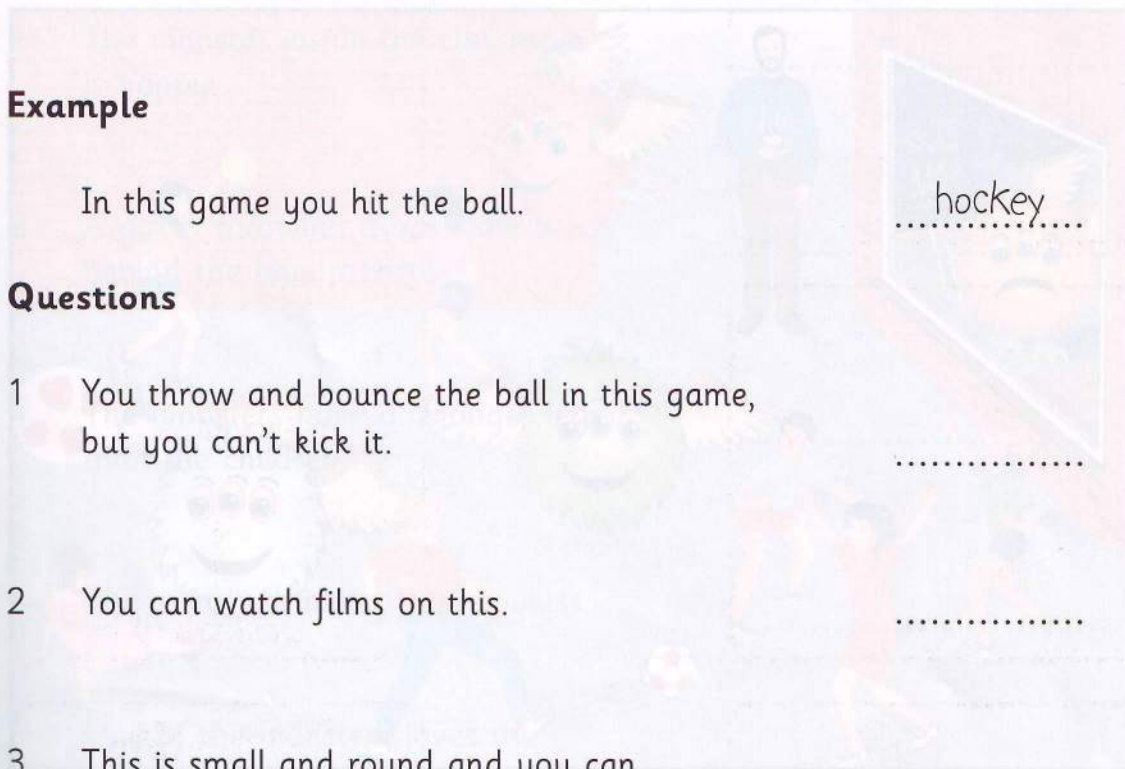 Example
In this game you hit the ball. hockey
Questions
1 You throw and bounce the ball in this game,
but you can't kick it. ................
2 You can watch films on this. ................
3 This is small and round and you can